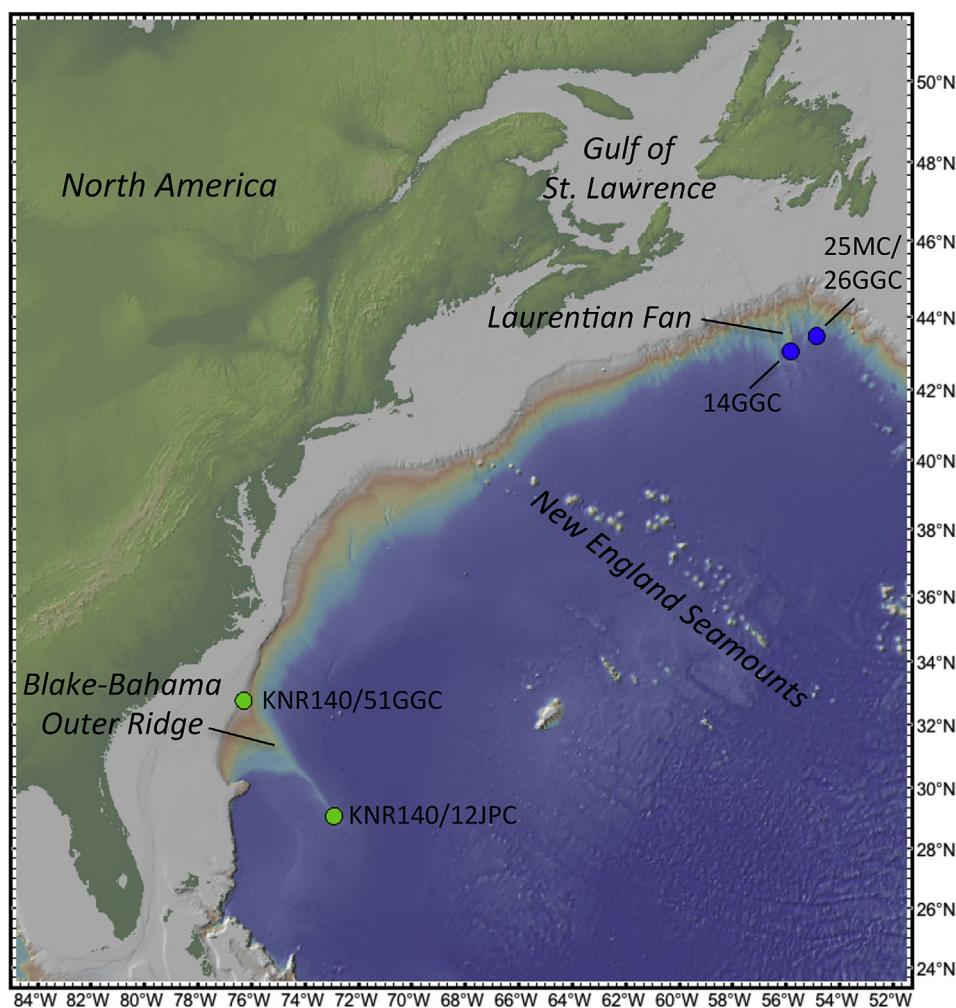 50°N
Gulf of
St. Lawrence
48°N
North America
46°N
25MC/
26GGC
44°N
Laurentian Fan
42°N
14GGC
40°N
New England Seamounts
38°N
36°N
34°N
Blake-Bahama
Outer Ridge
KNR140/51GGC
32°N
30°N
KNR140/12JPC
28°N
26°N
24°N
84°W 82°W 80°W 78°W 76°W 74°W 72°W 70°W 68°W 66°W 64°W 62°W 60°W 58°W 56°W 54°W 52°W